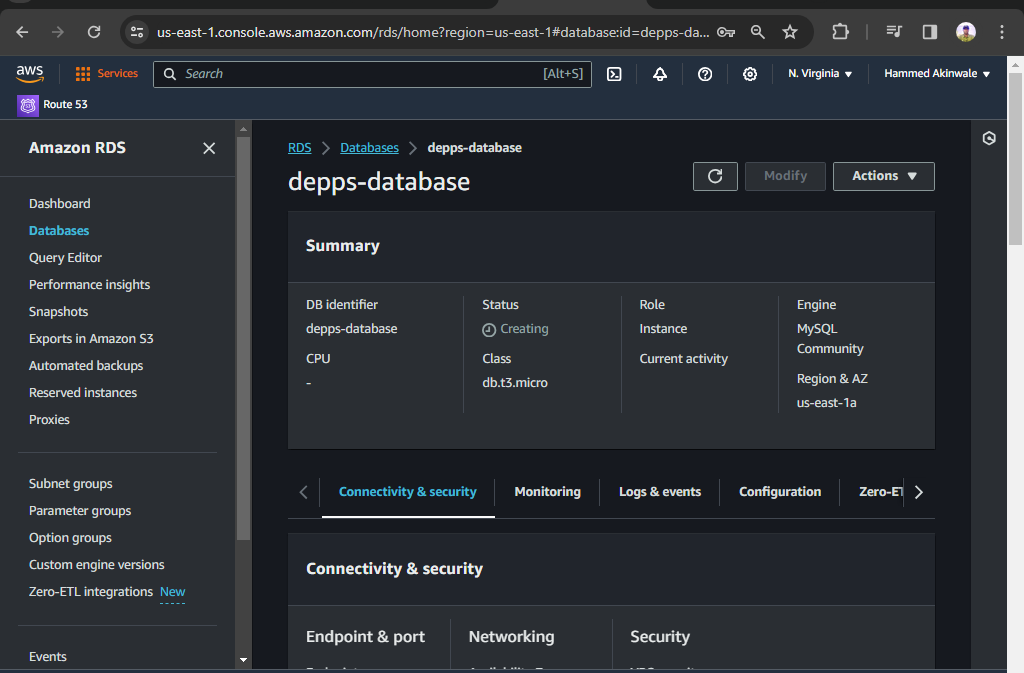 us-east-1.console.aws.amazon.com/rds/home?region=us-east-1#database:id=depps-da...
aws
Services
Search
[Alt+S]
N. Virginia
Hammed Akinwale
Route 53
Amazon RDS
Dashboard
Databases
Query Editor
Performance insights
Snapshots
Exports in Amazon S3
Automated backups
Reserved instances
Proxies
Subnet groups
Parameter groups
Option groups
Custom engine versions
Zero-ETL integrations New
Events
RDS > Databases > depps-database
depps-database
Modify
Actions
Summary
DB identifier
depps-database
CPU
-
Status
Creating
Class
db.t3.micro
Role
Instance
Current activity
Engine
MySQL
Community
Region & AZ
us-east-1a
Connectivity & security
Monitoring
Logs & events
Configuration
Zero-ET
Connectivity & security
Endpoint & port
Networking
Security